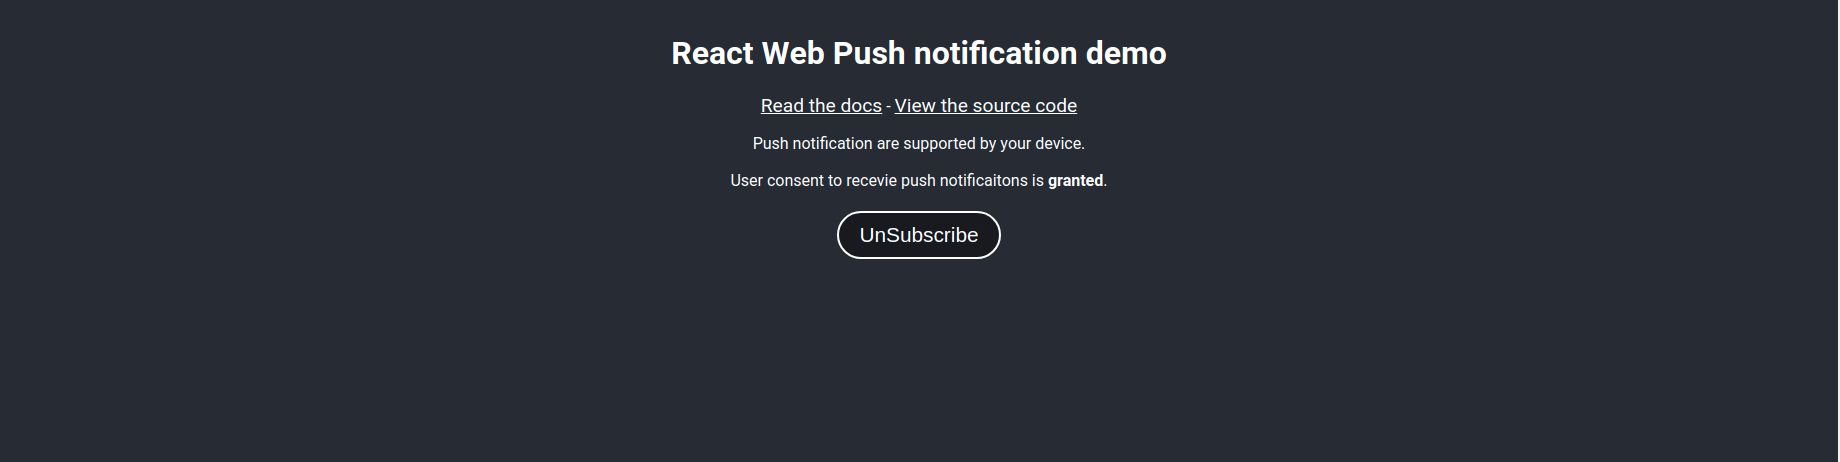 React Web Push notification demo
Read the docs - View the source code
Push notification are supported by your device.
User consent to recevie push notificaitons is granted.
UnSubscribe